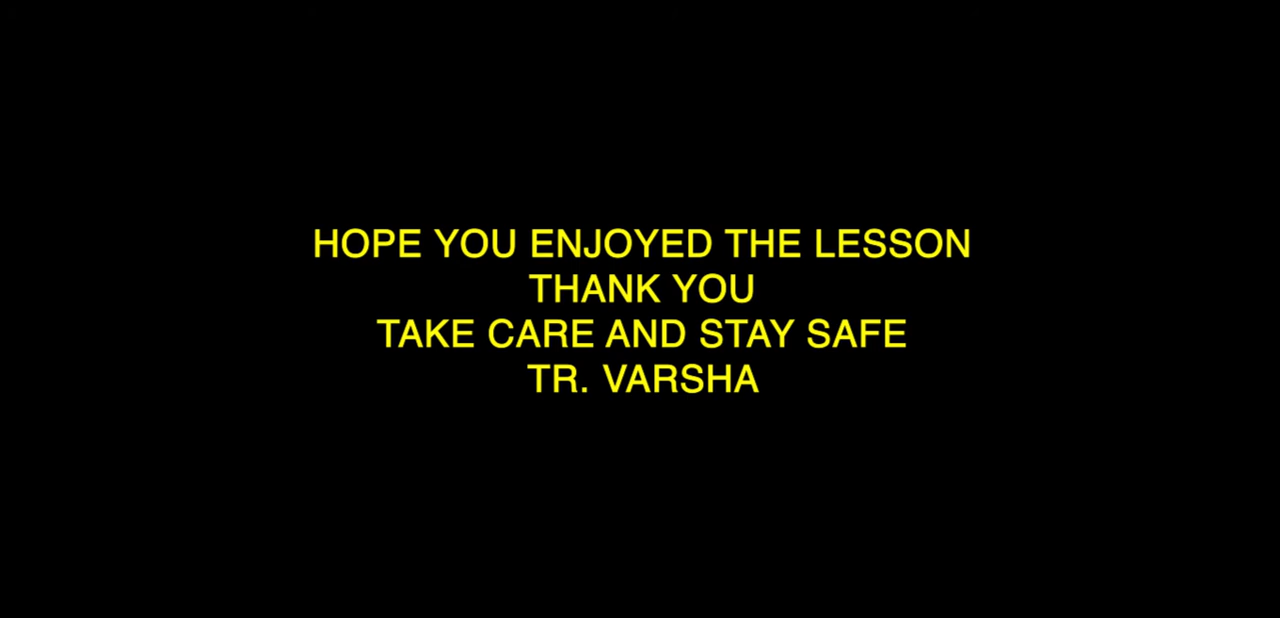 HOPE YOU ENJOYED THE LESSON
THANK YOU
TAKE CARE AND STAY SAFE
TR. VARSHA